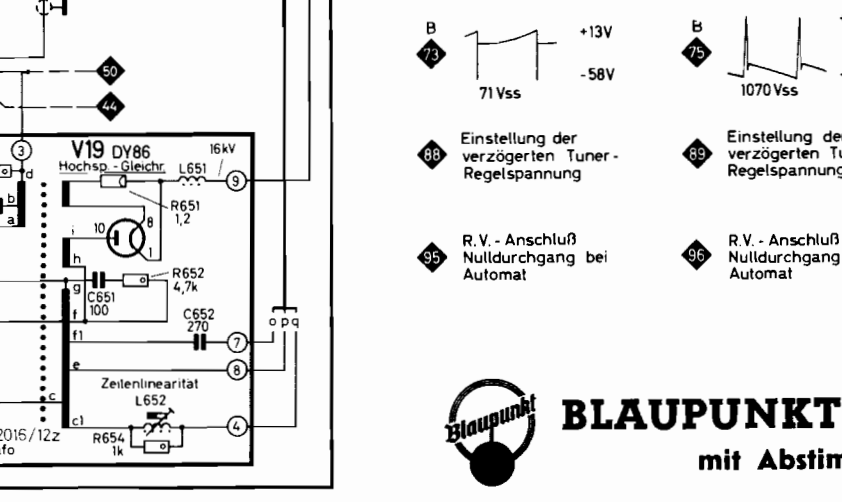 50
44
3
V19 DY86
Hochsp.-Gleichr.
16kV
L651
9
d
b
a
R651
1,2
i
10
8
1
h
R652
4,7k
g
C651
100
f
C652
270
f1
7
o p q
e
8
Zeilenlinearität
L652
c
c1
4
2016/12z
R654
1k
fo
B
73
+13V
-58V
71 Vss
B
75
1070 Vss
88
Einstellung der
verzögerten Tuner-
Regelspannung
89
Einstellung de
verzögerten Tu
Regelspannung
95
R.V.- Anschluß
Nulldurchgang bei
Automat
96
R.V.- Anschluß
Nulldurchgang
Automat
Blaupunkt
BLAUPUNKT
mit Abstim